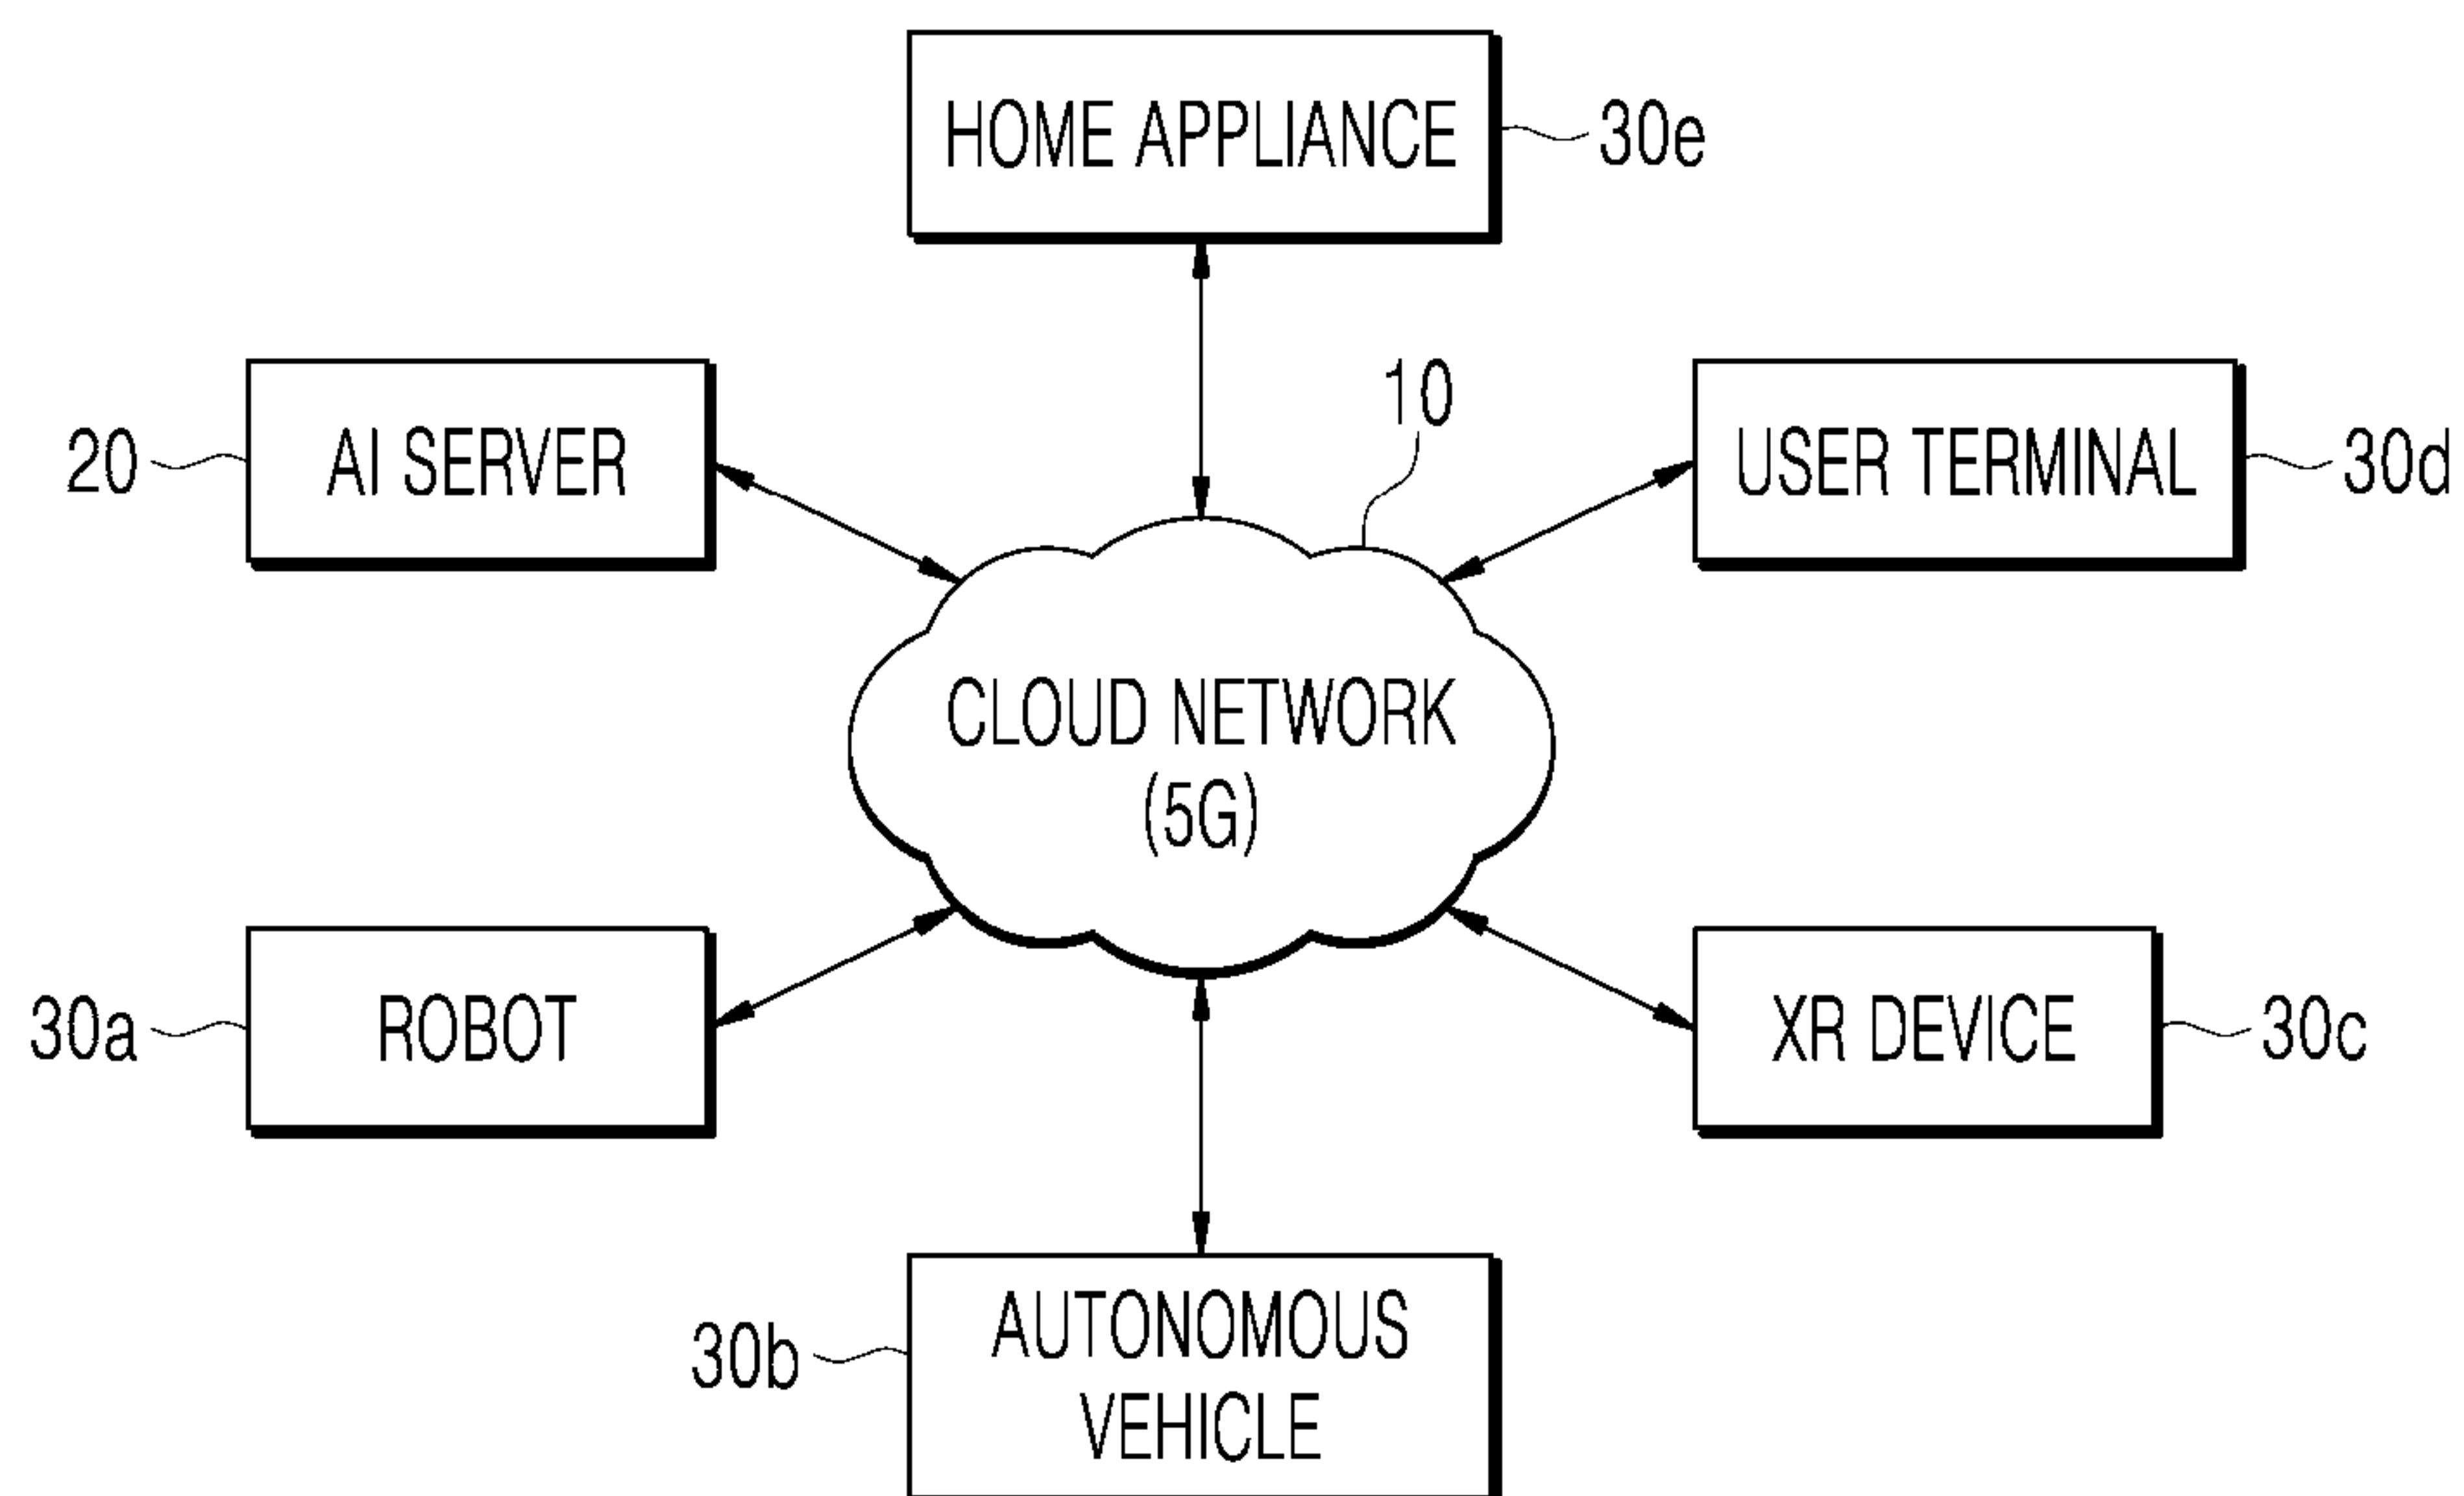 HOME APPLIANCE
30e
10
20
AI SERVER
USER TERMINAL
30d
CLOUD NETWORK
(5G)
30a
ROBOT
XR DEVICE
30c
30b
AUTONOMOUS
VEHICLE